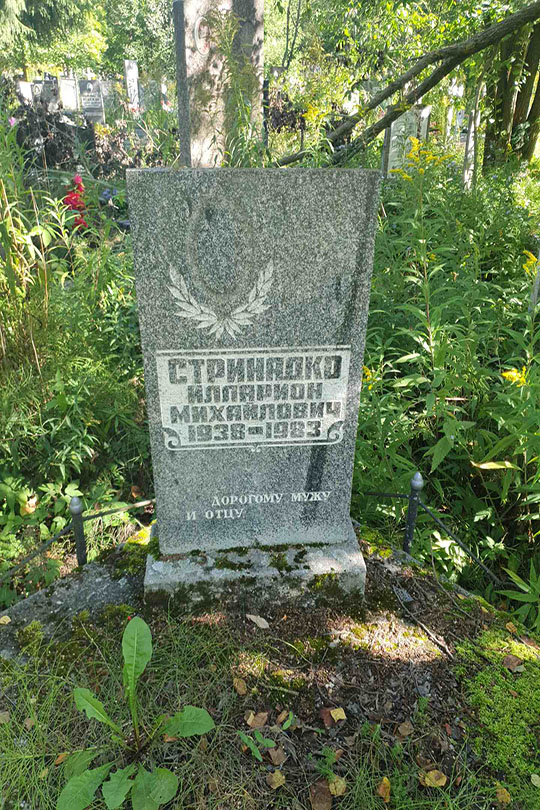 СТРИНАДКО
ИЛЛАРИОН
МИХАЙЛОВИЧ
1938–1983
ДОРОГОМУ МУЖУ
И ОТЦУ